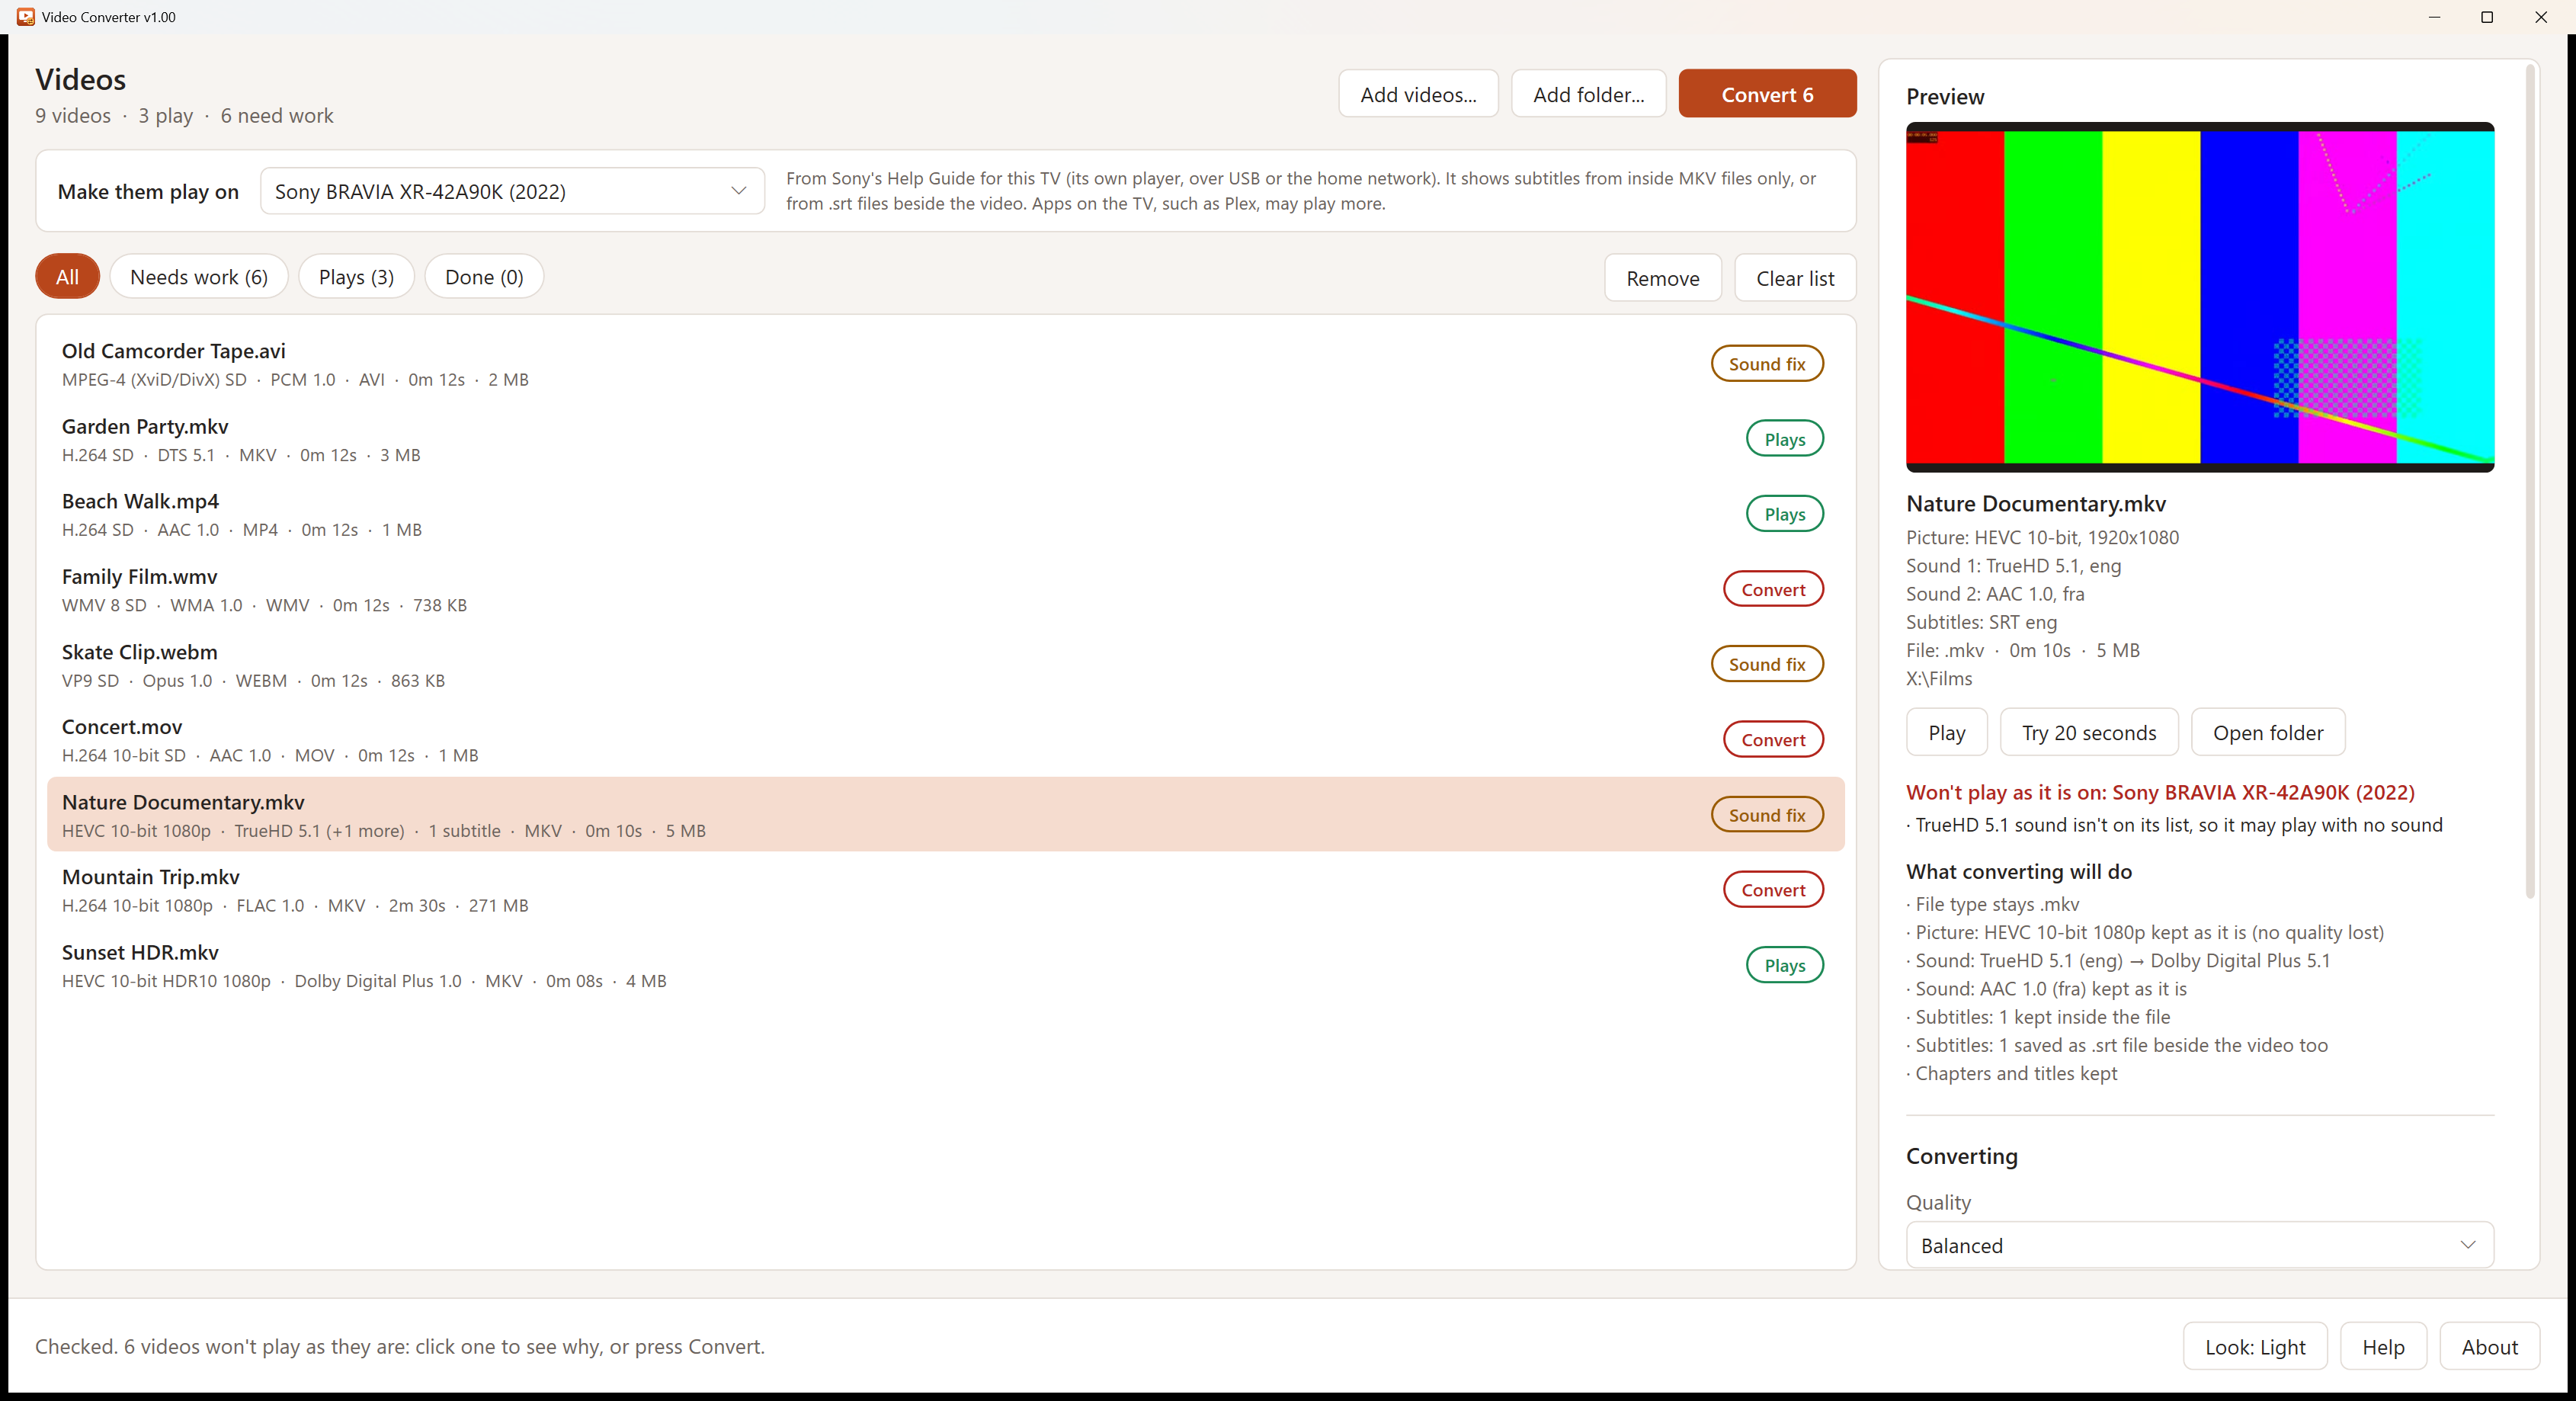 Video Converter v1.00
Videos
9 videos · 3 play · 6 need work
Add videos...
Add folder...
Convert 6
Make them play on
Sony BRAVIA XR-42A90K (2022)
From Sony's Help Guide for this TV (its own player, over USB or the home network). It shows subtitles from inside MKV files only, or
from .srt files beside the video. Apps on the TV, such as Plex, may play more.
All
Needs work (6)
Plays (3)
Done (0)
Remove
Clear list
Old Camcorder Tape.avi
MPEG-4 (XviD/DivX) SD · PCM 1.0 · AVI · 0m 12s · 2 MB
Sound fix
Garden Party.mkv
H.264 SD · DTS 5.1 · MKV · 0m 12s · 3 MB
Plays
Beach Walk.mp4
H.264 SD · AAC 1.0 · MP4 · 0m 12s · 1 MB
Plays
Family Film.wmv
WMV 8 SD · WMA 1.0 · WMV · 0m 12s · 738 KB
Convert
Skate Clip.webm
VP9 SD · Opus 1.0 · WEBM · 0m 12s · 863 KB
Sound fix
Concert.mov
H.264 10-bit SD · AAC 1.0 · MOV · 0m 12s · 1 MB
Convert
Nature Documentary.mkv
HEVC 10-bit 1080p · TrueHD 5.1 (+1 more) · 1 subtitle · MKV · 0m 10s · 5 MB
Sound fix
Mountain Trip.mkv
H.264 10-bit 1080p · FLAC 1.0 · MKV · 2m 30s · 271 MB
Convert
Sunset HDR.mkv
HEVC 10-bit HDR10 1080p · Dolby Digital Plus 1.0 · MKV · 0m 08s · 4 MB
Plays
Preview
Nature Documentary.mkv
Picture: HEVC 10-bit, 1920x1080
Sound 1: TrueHD 5.1, eng
Sound 2: AAC 1.0, fra
Subtitles: SRT eng
File: .mkv · 0m 10s · 5 MB
X:\Films
Play
Try 20 seconds
Open folder
Won't play as it is on: Sony BRAVIA XR-42A90K (2022)
· TrueHD 5.1 sound isn't on its list, so it may play with no sound
What converting will do
· File type stays .mkv
· Picture: HEVC 10-bit 1080p kept as it is (no quality lost)
· Sound: TrueHD 5.1 (eng) → Dolby Digital Plus 5.1
· Sound: AAC 1.0 (fra) kept as it is
· Subtitles: 1 kept inside the file
· Subtitles: 1 saved as .srt file beside the video too
· Chapters and titles kept
Converting
Quality
Balanced
Checked. 6 videos won't play as they are: click one to see why, or press Convert.
Look: Light
Help
About